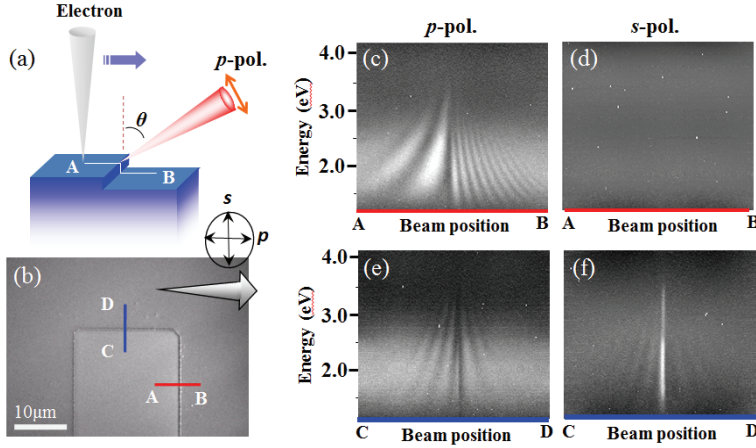 Electron
(a)
p-pol.
θ
A
B
s
p
(b)
D
C
A
B
10μm
p-pol.
s-pol.
(c)
(d)
4.0
3.0
2.0
Energy (eV)
A Beam position B
A Beam position B
(e)
(f)
4.0
3.0
2.0
Energy (eV)
C Beam position D
C Beam position D